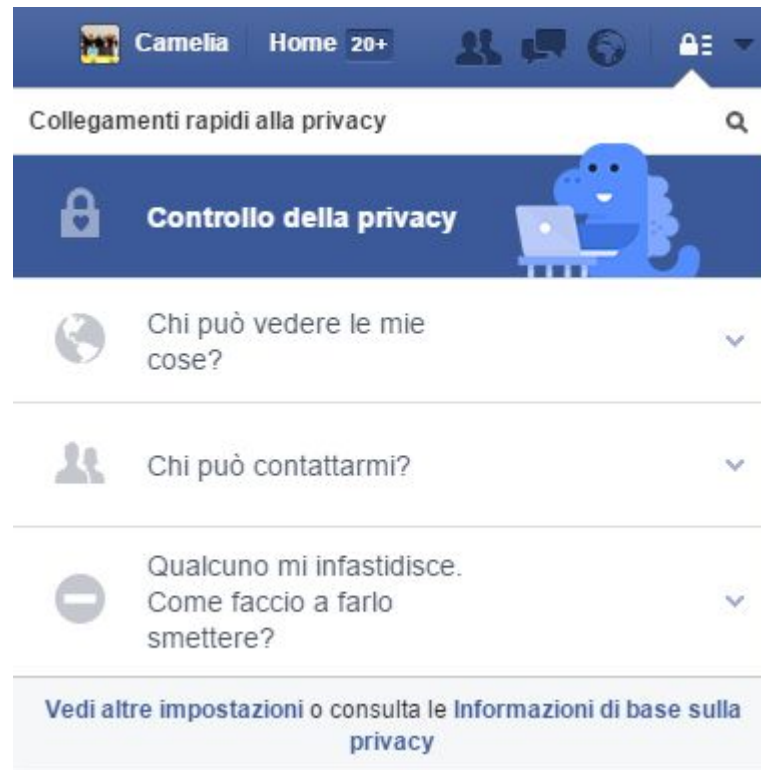 Camelia Home 20+
Collegamenti rapidi alla privacy
Controllo della privacy
Chi può vedere le mie
cose?
Chi può contattarmi?
Qualcuno mi infastidisce.
Come faccio a farlo
smettere?
Vedi altre impostazioni o consulta le Informazioni di base sulla
privacy